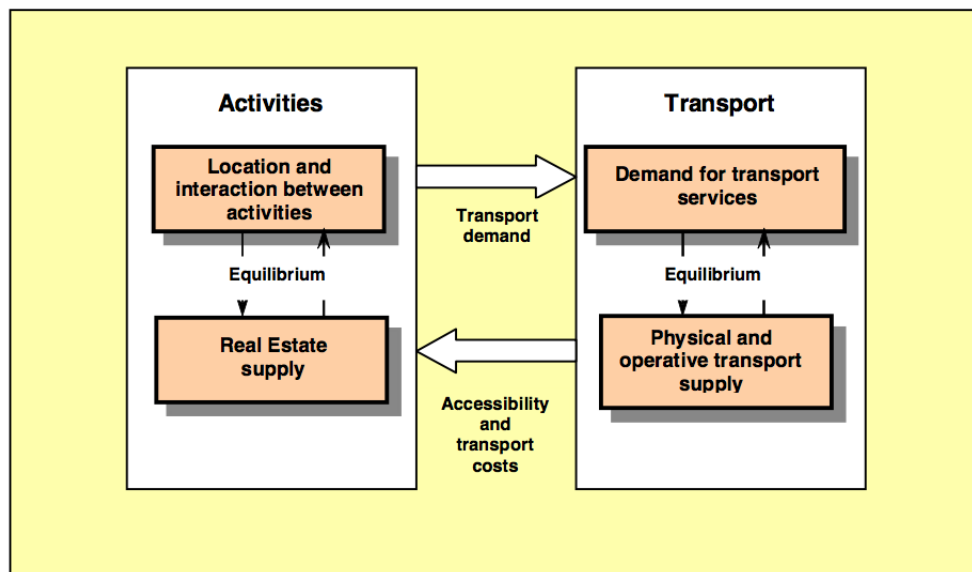 Activities
Location and
interaction between
activities
Equilibrium
Real Estate
supply
Transport
demand
Accessibility
and
transport
costs
Transport
Demand for transport
services
Equilibrium
Physical and
operative transport
supply